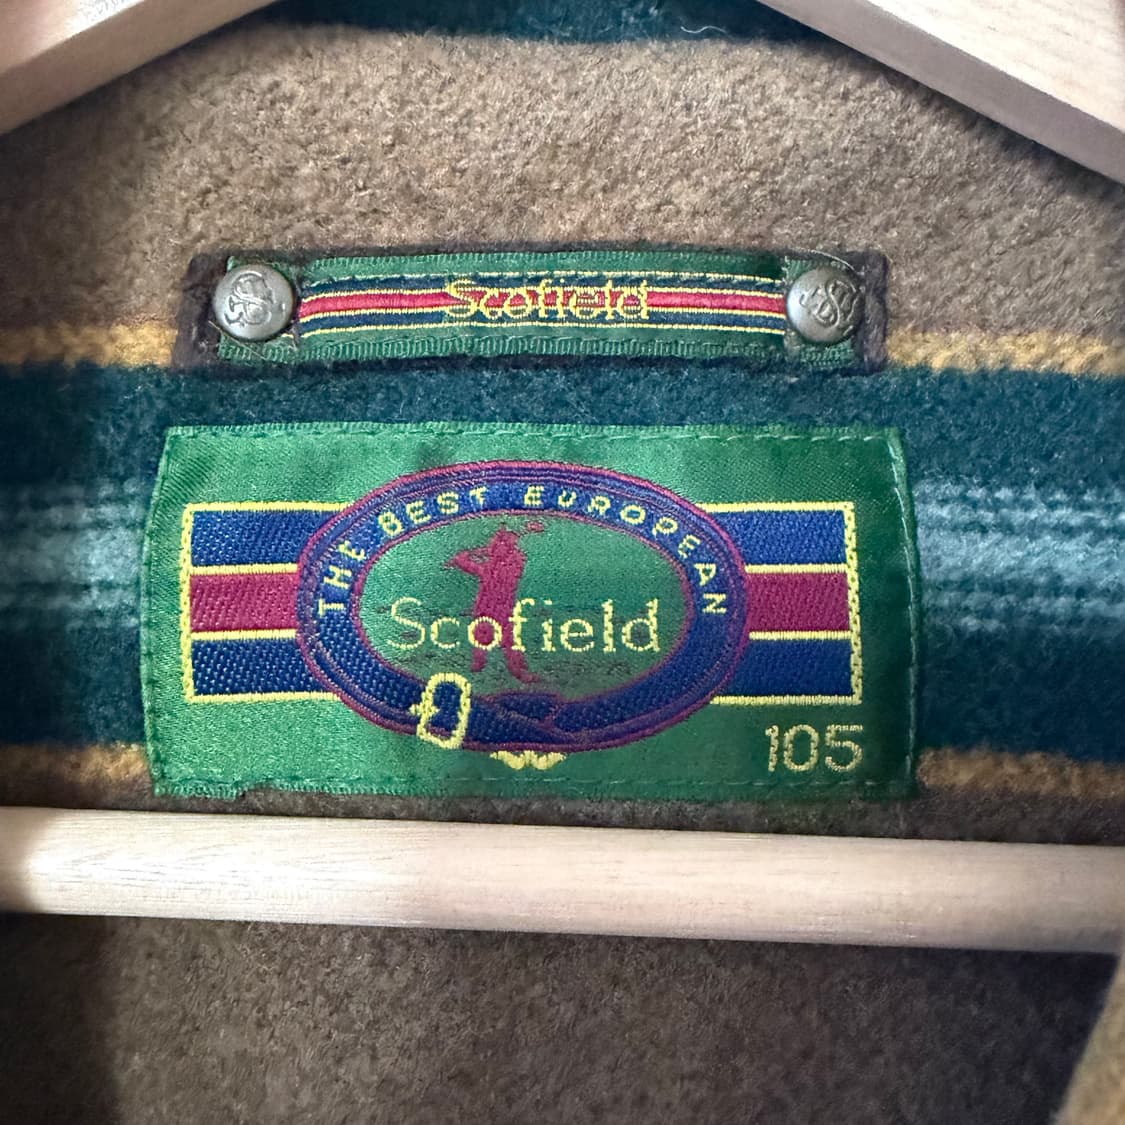 Scofield
THE BEST EUROPEAN
Scofield
105